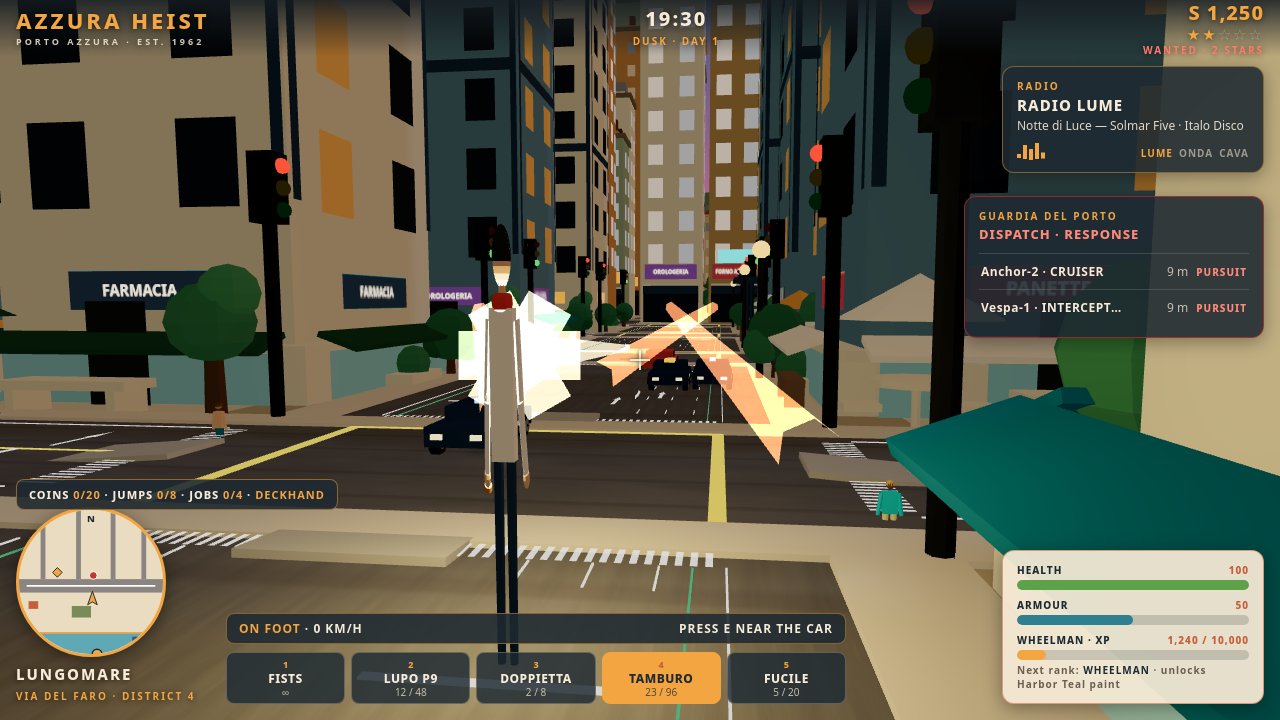 AZZURA HEIST
PORTO AZZURA · EST. 1962
19:30
DUSK · DAY 1
S 1,250
★★☆☆☆
WANTED · 2 STARS
RADIO
RADIO LUME
Notte di Luce — Solmar Five · Italo Disco
LUME ONDA CAVA
GUARDIA DEL PORTO
DISPATCH · RESPONSE
Anchor-2 · CRUISER 9 m PURSUIT
Vespa-1 · INTERCEPT... 9 m PURSUIT
PANETTE
FARMACIA
FARMACIA
OROLOGERIA
OROLOGERIA
COINS 0/20 · JUMPS 0/8 · JOBS 0/4 · DECKHAND
N
LUNGOMARE
VIA DEL FARO · DISTRICT 4
ON FOOT · 0 KM/H PRESS E NEAR THE CAR
1 FISTS ∞
2 LUPO P9 12 / 48
3 DOPPIETTA 2 / 8
4 TAMBURO 23 / 96
5 FUCILE 5 / 20
HEALTH 100
ARMOUR 50
WHEELMAN · XP 1,240 / 10,000
Next rank: WHEELMAN · unlocks
Harbor Teal paint